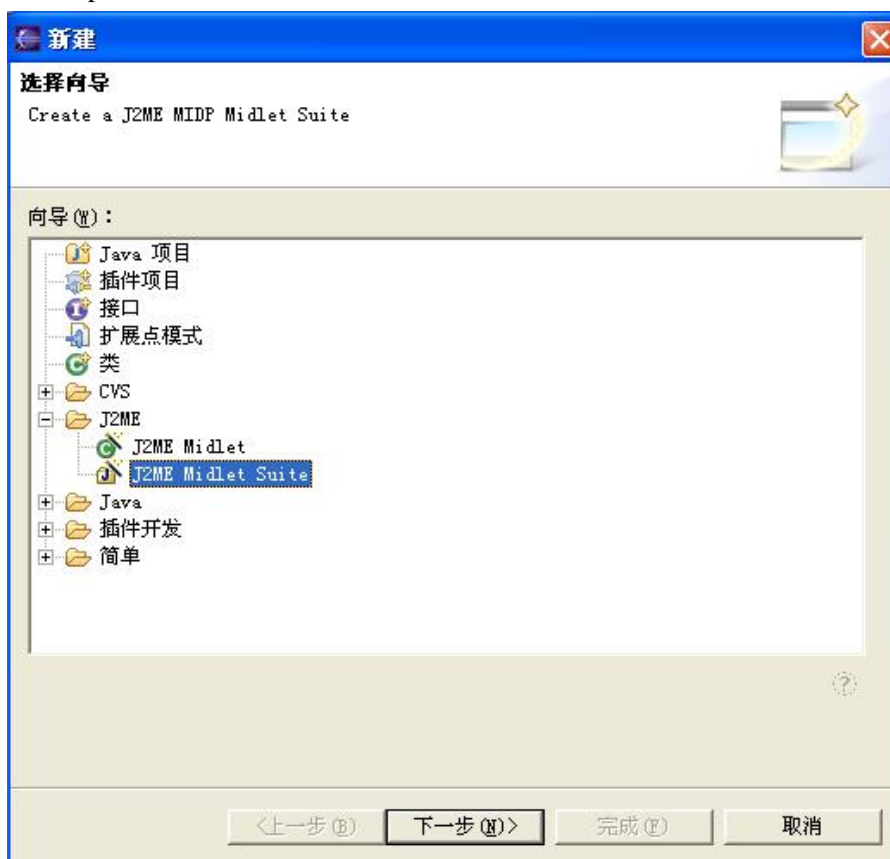 新建
选择向导
Create a J2ME MIDP Midlet Suite
向导(W):
Java 项目
插件项目
接口
扩展点模式
类
CVS
J2ME
J2ME Midlet
J2ME Midlet Suite
Java
插件开发
简单
<上一步(B) 下一步(N)> 完成(F) 取消